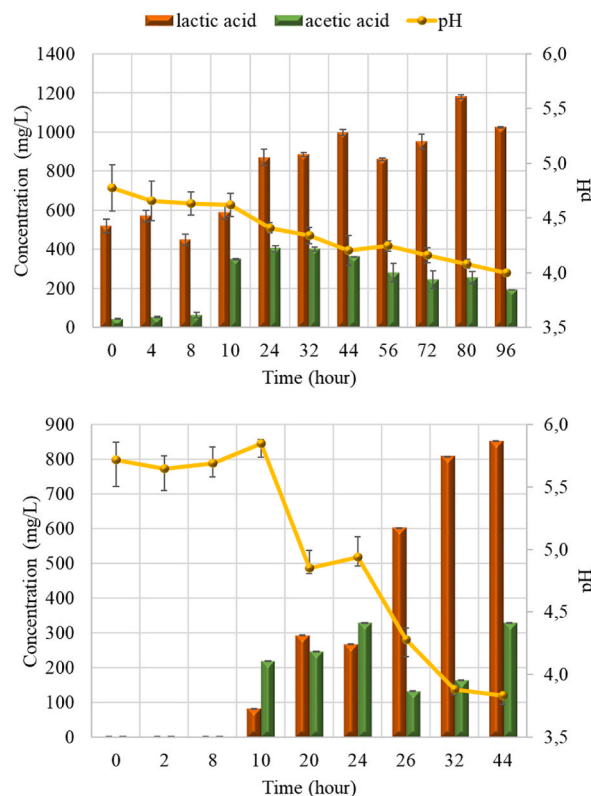 lactic acid acetic acid pH
1400 6,0
1200 5,5
1000 5,0
800
600 4,5
400 4,0
200
0 3,5
Concentration (mg/L)
pH
0 4 8 10 24 32 44 56 72 80 96
Time (hour)
900 6,0
800 5,5
700
600 5,0
500
400 4,5
300
200 4,0
100
0 3,5
Concentration (mg/L)
pH
0 2 8 10 20 24 26 32 44
Time (hour)